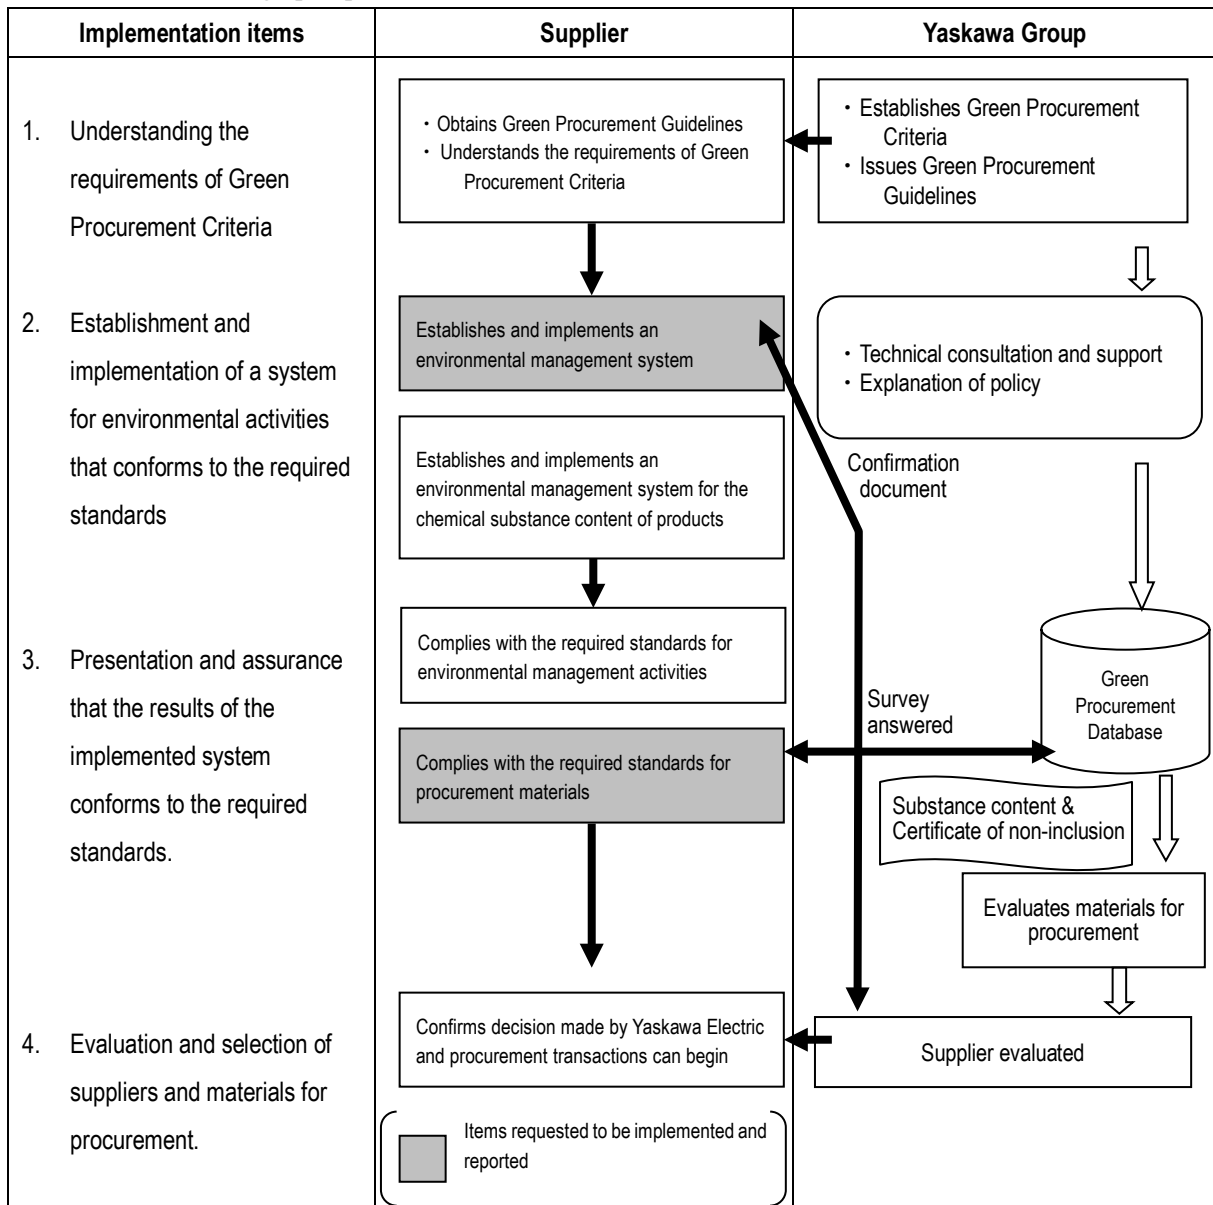 Implementation items
Supplier
Yaskawa Group
1. Understanding the
requirements of Green
Procurement Criteria
・Obtains Green Procurement Guidelines
・ Understands the requirements of Green
Procurement Criteria
・ Establishes Green Procurement
Criteria
・ Issues Green Procurement
Guidelines
2. Establishment and
implementation of a system
for environmental activities
that conforms to the required
standards
Establishes and implements an
environmental management system
・ Technical consultation and support
・ Explanation of policy
Establishes and implements an
environmental management system for the
chemical substance content of products
Confirmation
document
3. Presentation and assurance
that the results of the
implemented system
conforms to the required
standards.
Complies with the required standards for
environmental management activities
Survey
answered
Green
Procurement
Database
Complies with the required standards for
procurement materials
Substance content &
Certificate of non-inclusion
Evaluates materials for
procurement
4. Evaluation and selection of
suppliers and materials for
procurement.
Confirms decision made by Yaskawa Electric
and procurement transactions can begin
Supplier evaluated
Items requested to be implemented and
reported